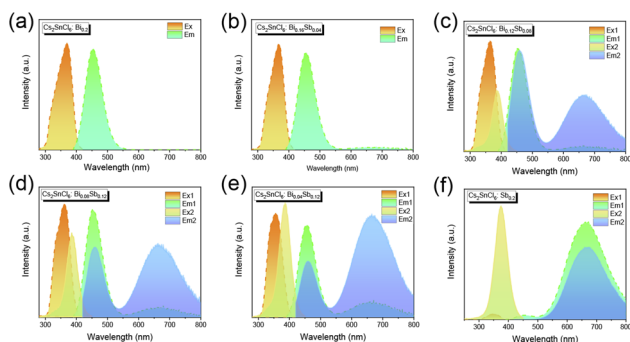 (a)
Cs₂SnCl₆: Bi₀.₂
Ex
Em
Intensity (a.u.)
300 400 500 600 700 800
Wavelength (nm)
(b)
Cs₂SnCl₆: Bi₀.₁₆Sb₀.₀₄
Ex
Em
Intensity (a.u.)
300 400 500 600 700 800
Wavelength (nm)
(c)
Cs₂SnCl₆: Bi₀.₁₂Sb₀.₀₈
Ex1
Em1
Ex2
Em2
Intensity (a.u.)
300 400 500 600 700 800
Wavelength (nm)
(d)
Cs₂SnCl₆: Bi₀.₀₈Sb₀.₁₂
Ex1
Em1
Ex2
Em2
Intensity (a.u.)
300 400 500 600 700 800
Wavelength (nm)
(e)
Cs₂SnCl₆: Bi₀.₀₄Sb₀.₁₂
Ex1
Em1
Ex2
Em2
Intensity (a.u.)
300 400 500 600 700 800
Wavelength (nm)
(f)
Cs₂SnCl₆: Sb₀.₂
Ex1
Em1
Ex2
Em2
Intensity (a.u.)
300 400 500 600 700 800
Wavelength (nm)